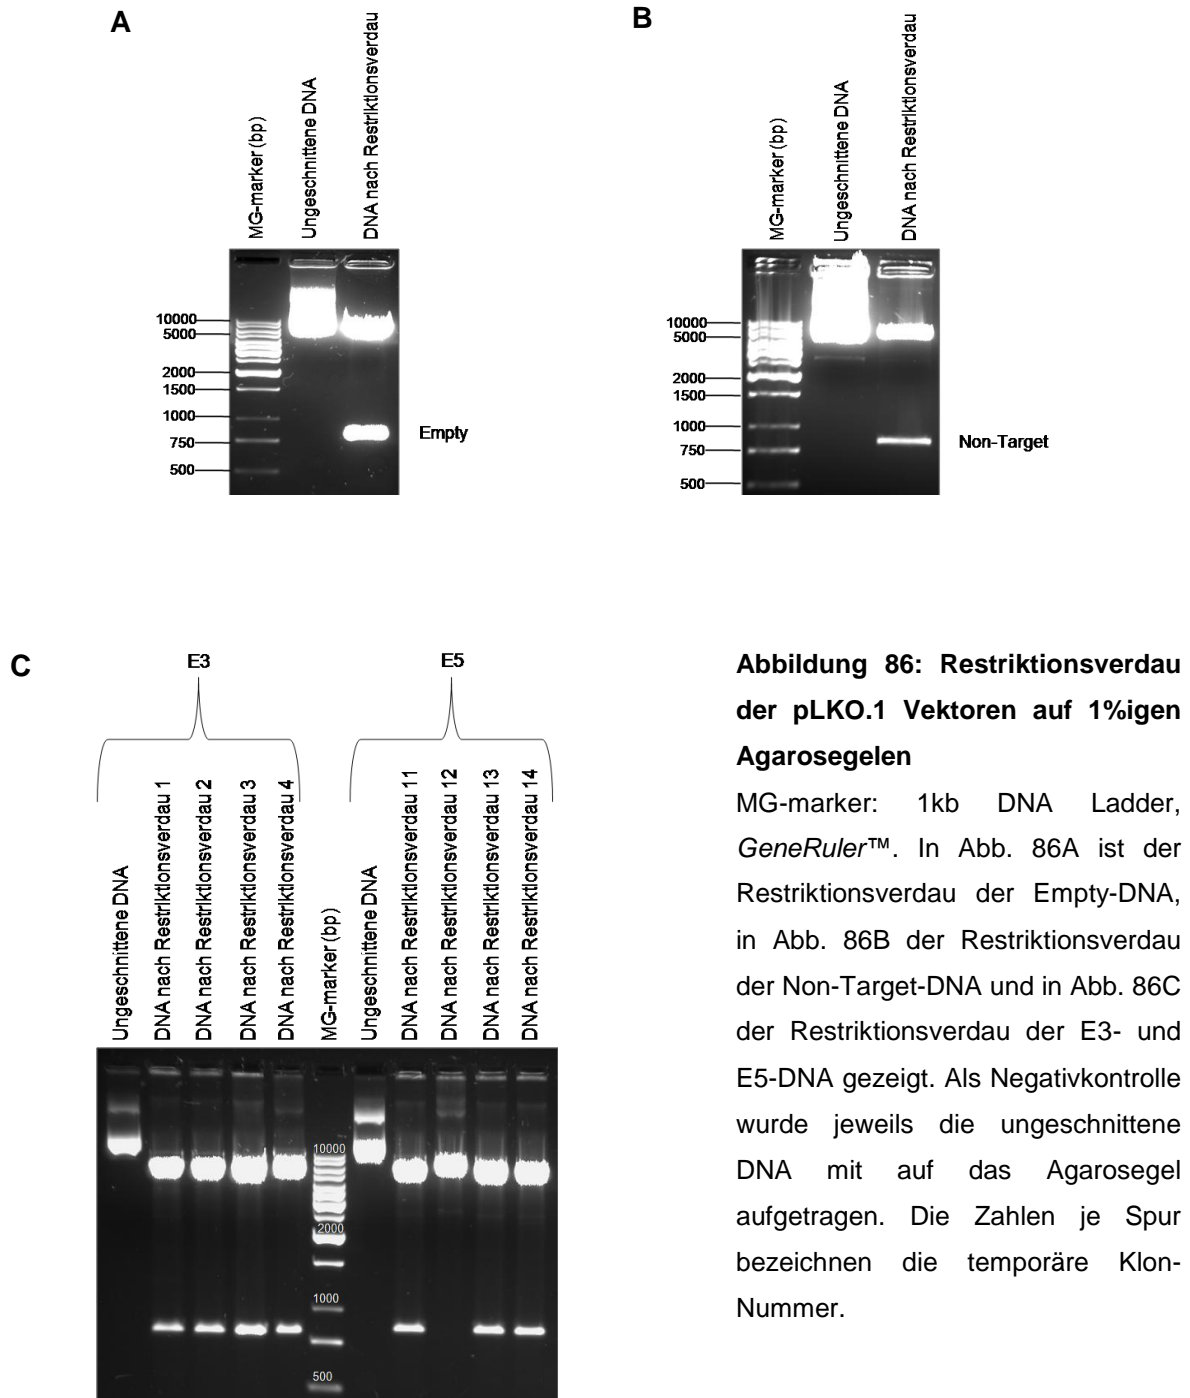 A
MG-marker (bp)
Ungeschnittene DNA
DNA nach Restriktionsverdau
10000
5000
2000
1500
1000
750
500
Empty
B
MG-marker (bp)
Ungeschnittene DNA
DNA nach Restriktionsverdau
10000
5000
2000
1500
1000
750
500
Non-Target
C
E3
E5
Ungeschnittene DNA
DNA nach Restriktionsverdau 1
DNA nach Restriktionsverdau 2
DNA nach Restriktionsverdau 3
DNA nach Restriktionsverdau 4
MG-marker (bp)
Ungeschnittene DNA
DNA nach Restriktionsverdau 11
DNA nach Restriktionsverdau 12
DNA nach Restriktionsverdau 13
DNA nach Restriktionsverdau 14
10000
2000
1000
500
Abbildung 86: Restriktionsverdau
der pLKO.1 Vektoren auf 1%igen
Agarosegelen
MG-marker: 1kb DNA Ladder,
GeneRuler™. In Abb. 86A ist der
Restriktionsverdau der Empty-DNA,
in Abb. 86B der Restriktionsverdau
der Non-Target-DNA und in Abb. 86C
der Restriktionsverdau der E3- und
E5-DNA gezeigt. Als Negativkontrolle
wurde jeweils die ungeschnittene
DNA mit auf das Agarosegel
aufgetragen. Die Zahlen je Spur
bezeichnen die temporäre Klon-
Nummer.